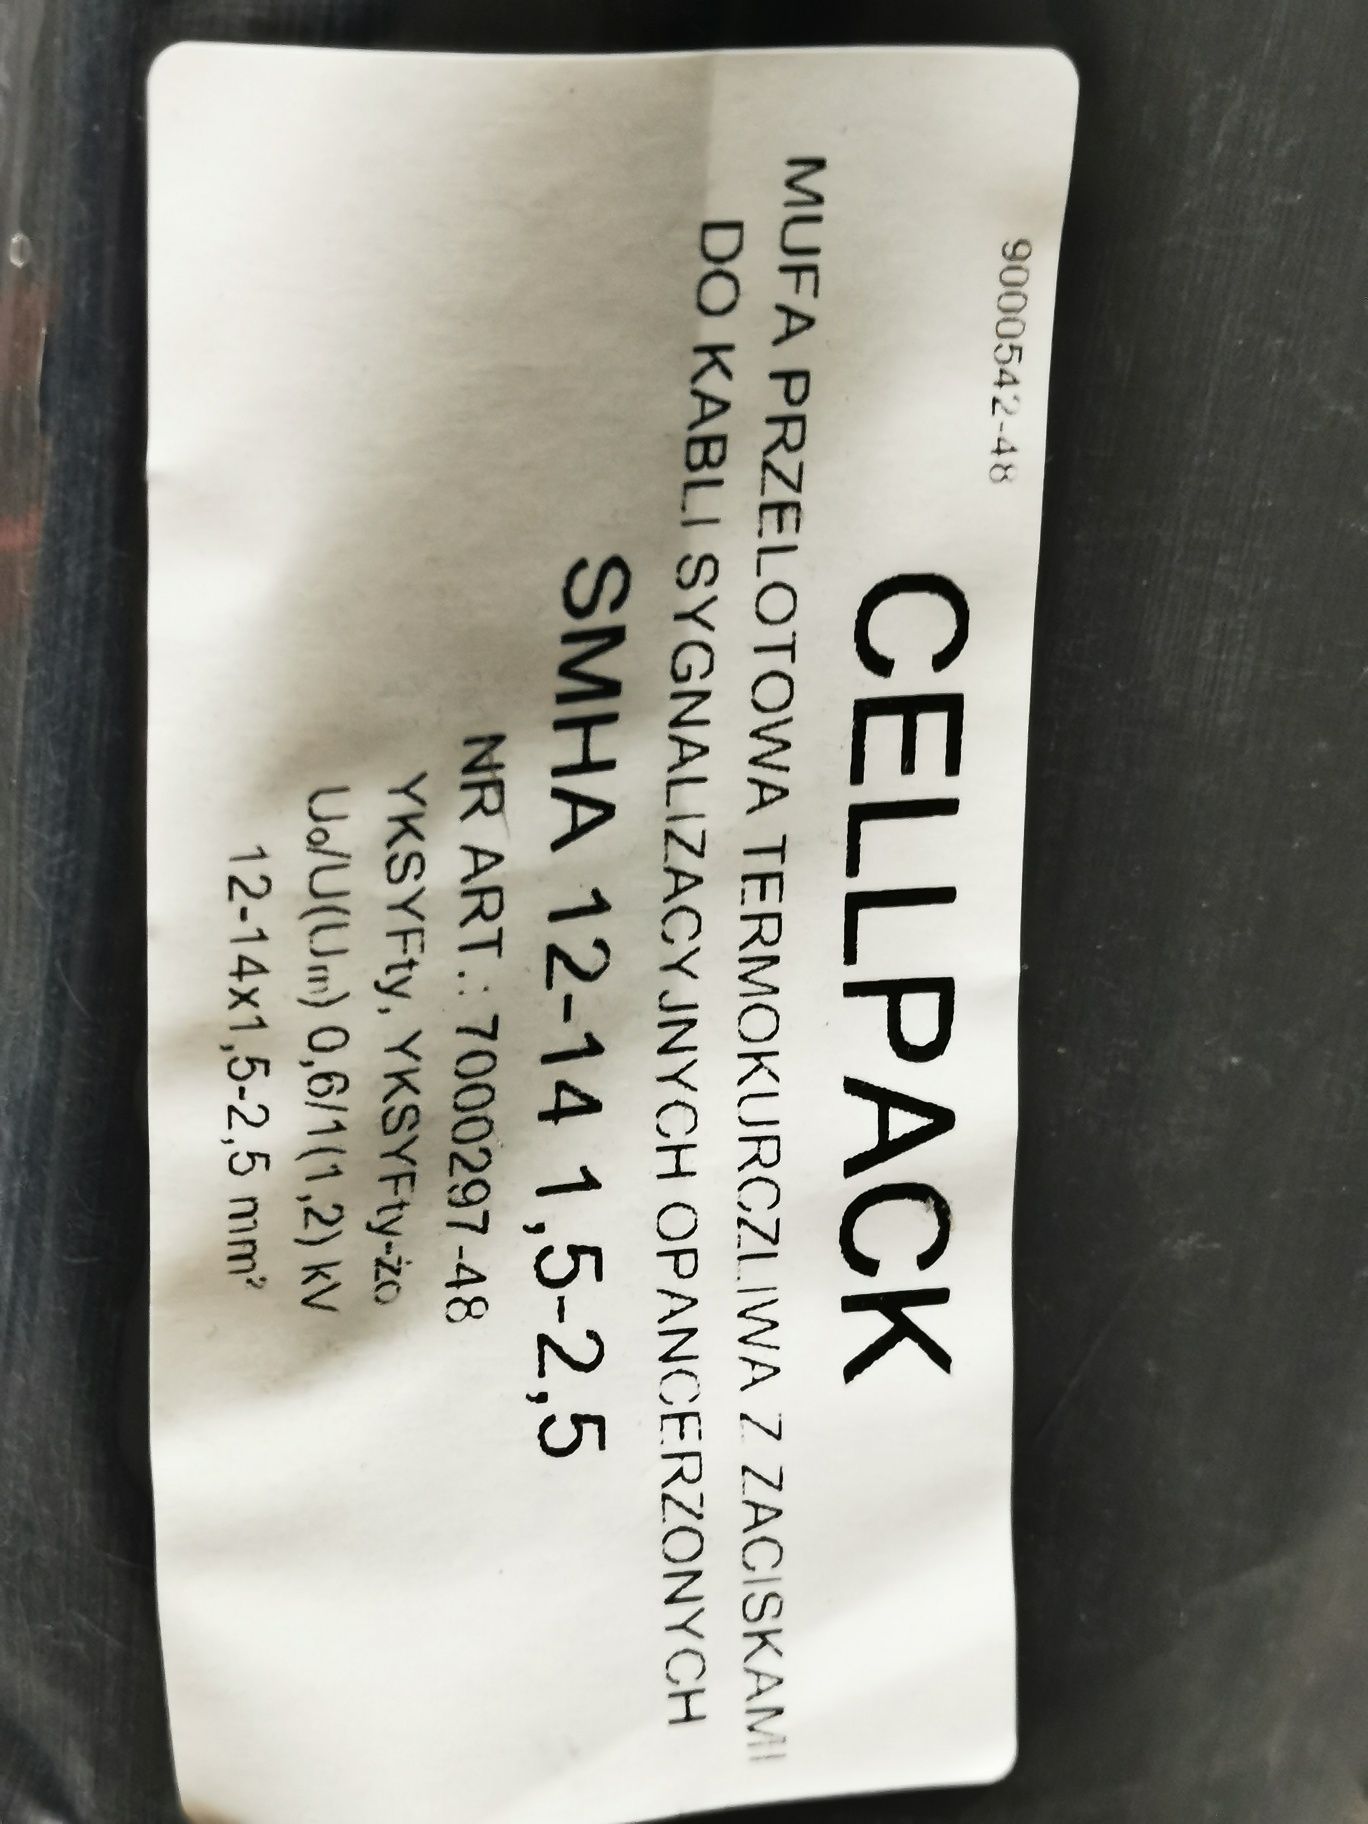 9000542-48
CELLPACK
MUFA PRZELOTOWA TERMOKURCZLIWA Z ZACISKAMI
DO KABLI SYGNALIZACYJNYCH OPANCERZONYCH
SMHA 12-14 1,5-2,5
NR ART.: 7000297-48
YKSYFty, YKSYFty-żo
U₀/U(Um) 0,6/1(1,2) kV
12-14x1,5-2,5 mm²